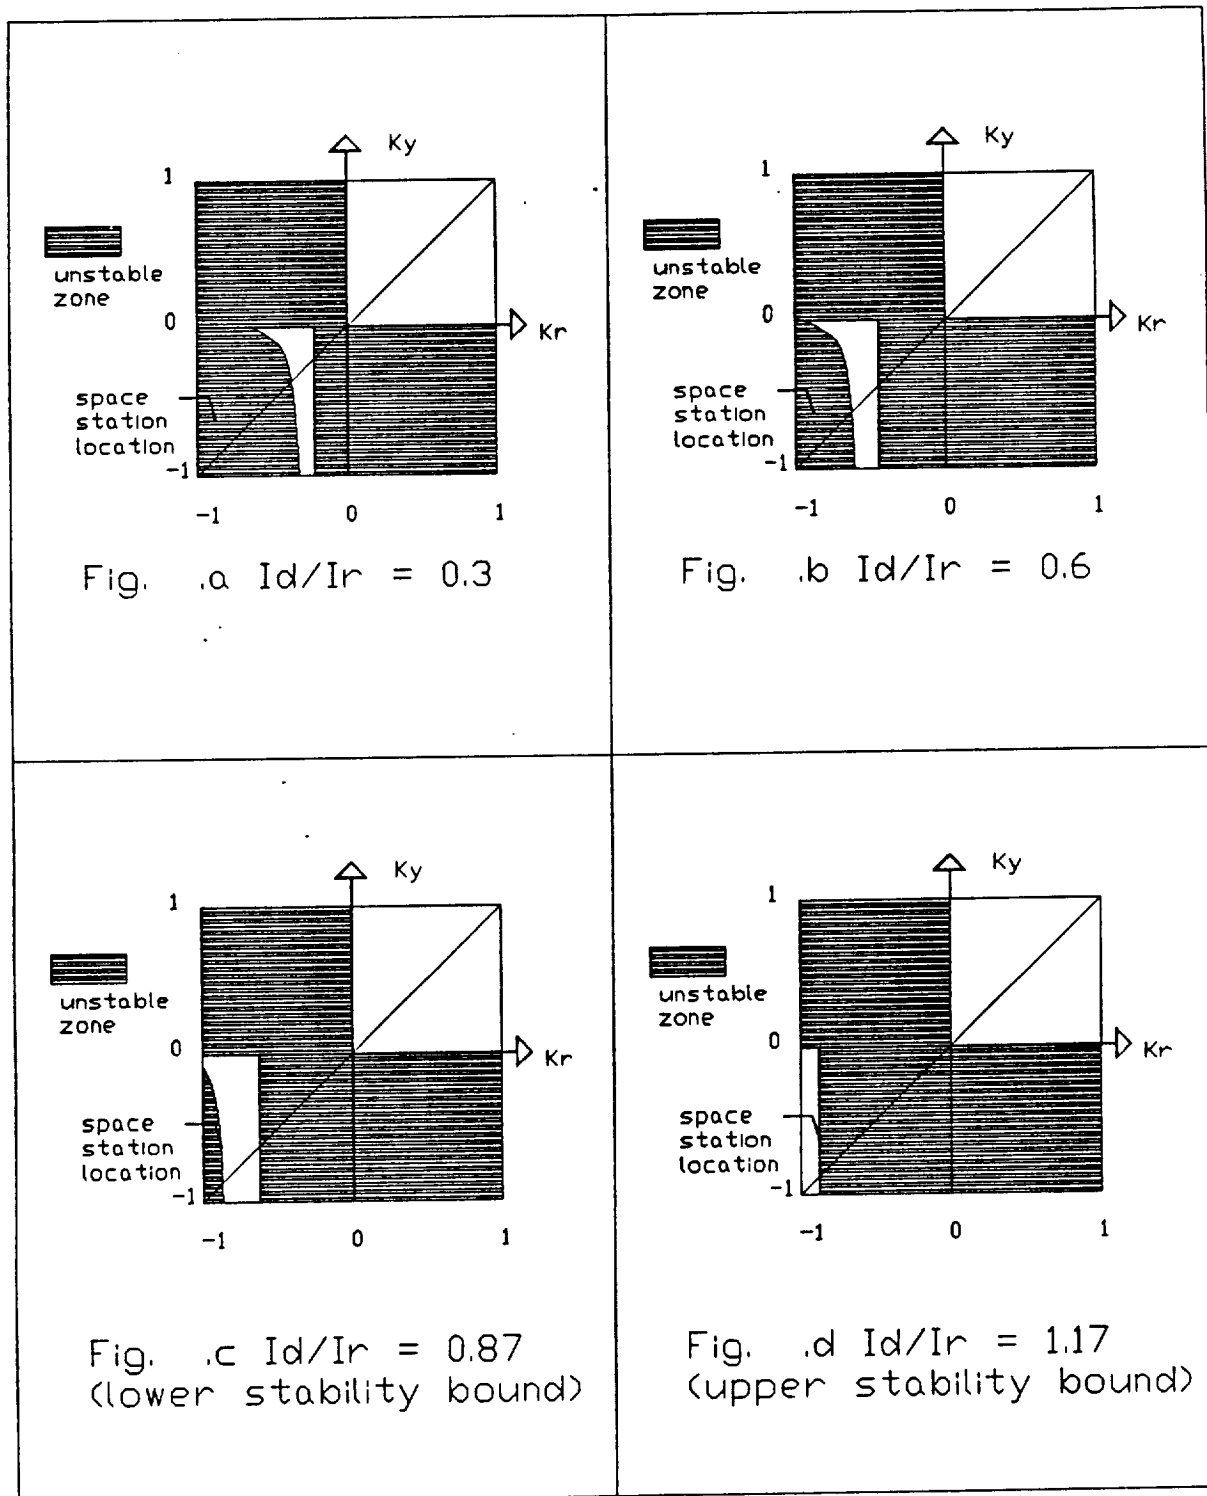 Ky
1
unstable
zone
0
Kr
space
station
location
-1
-1
0
1
Fig. .a Id/Ir = 0.3
Ky
1
unstable
zone
0
Kr
space
station
location
-1
-1
0
1
Fig. .b Id/Ir = 0.6
Ky
1
unstable
zone
0
Kr
space
station
location
-1
-1
0
1
Fig. .c Id/Ir = 0.87
(lower stability bound)
Ky
1
unstable
zone
0
Kr
space
station
location
-1
-1
0
1
Fig. .d Id/Ir = 1.17
(upper stability bound)